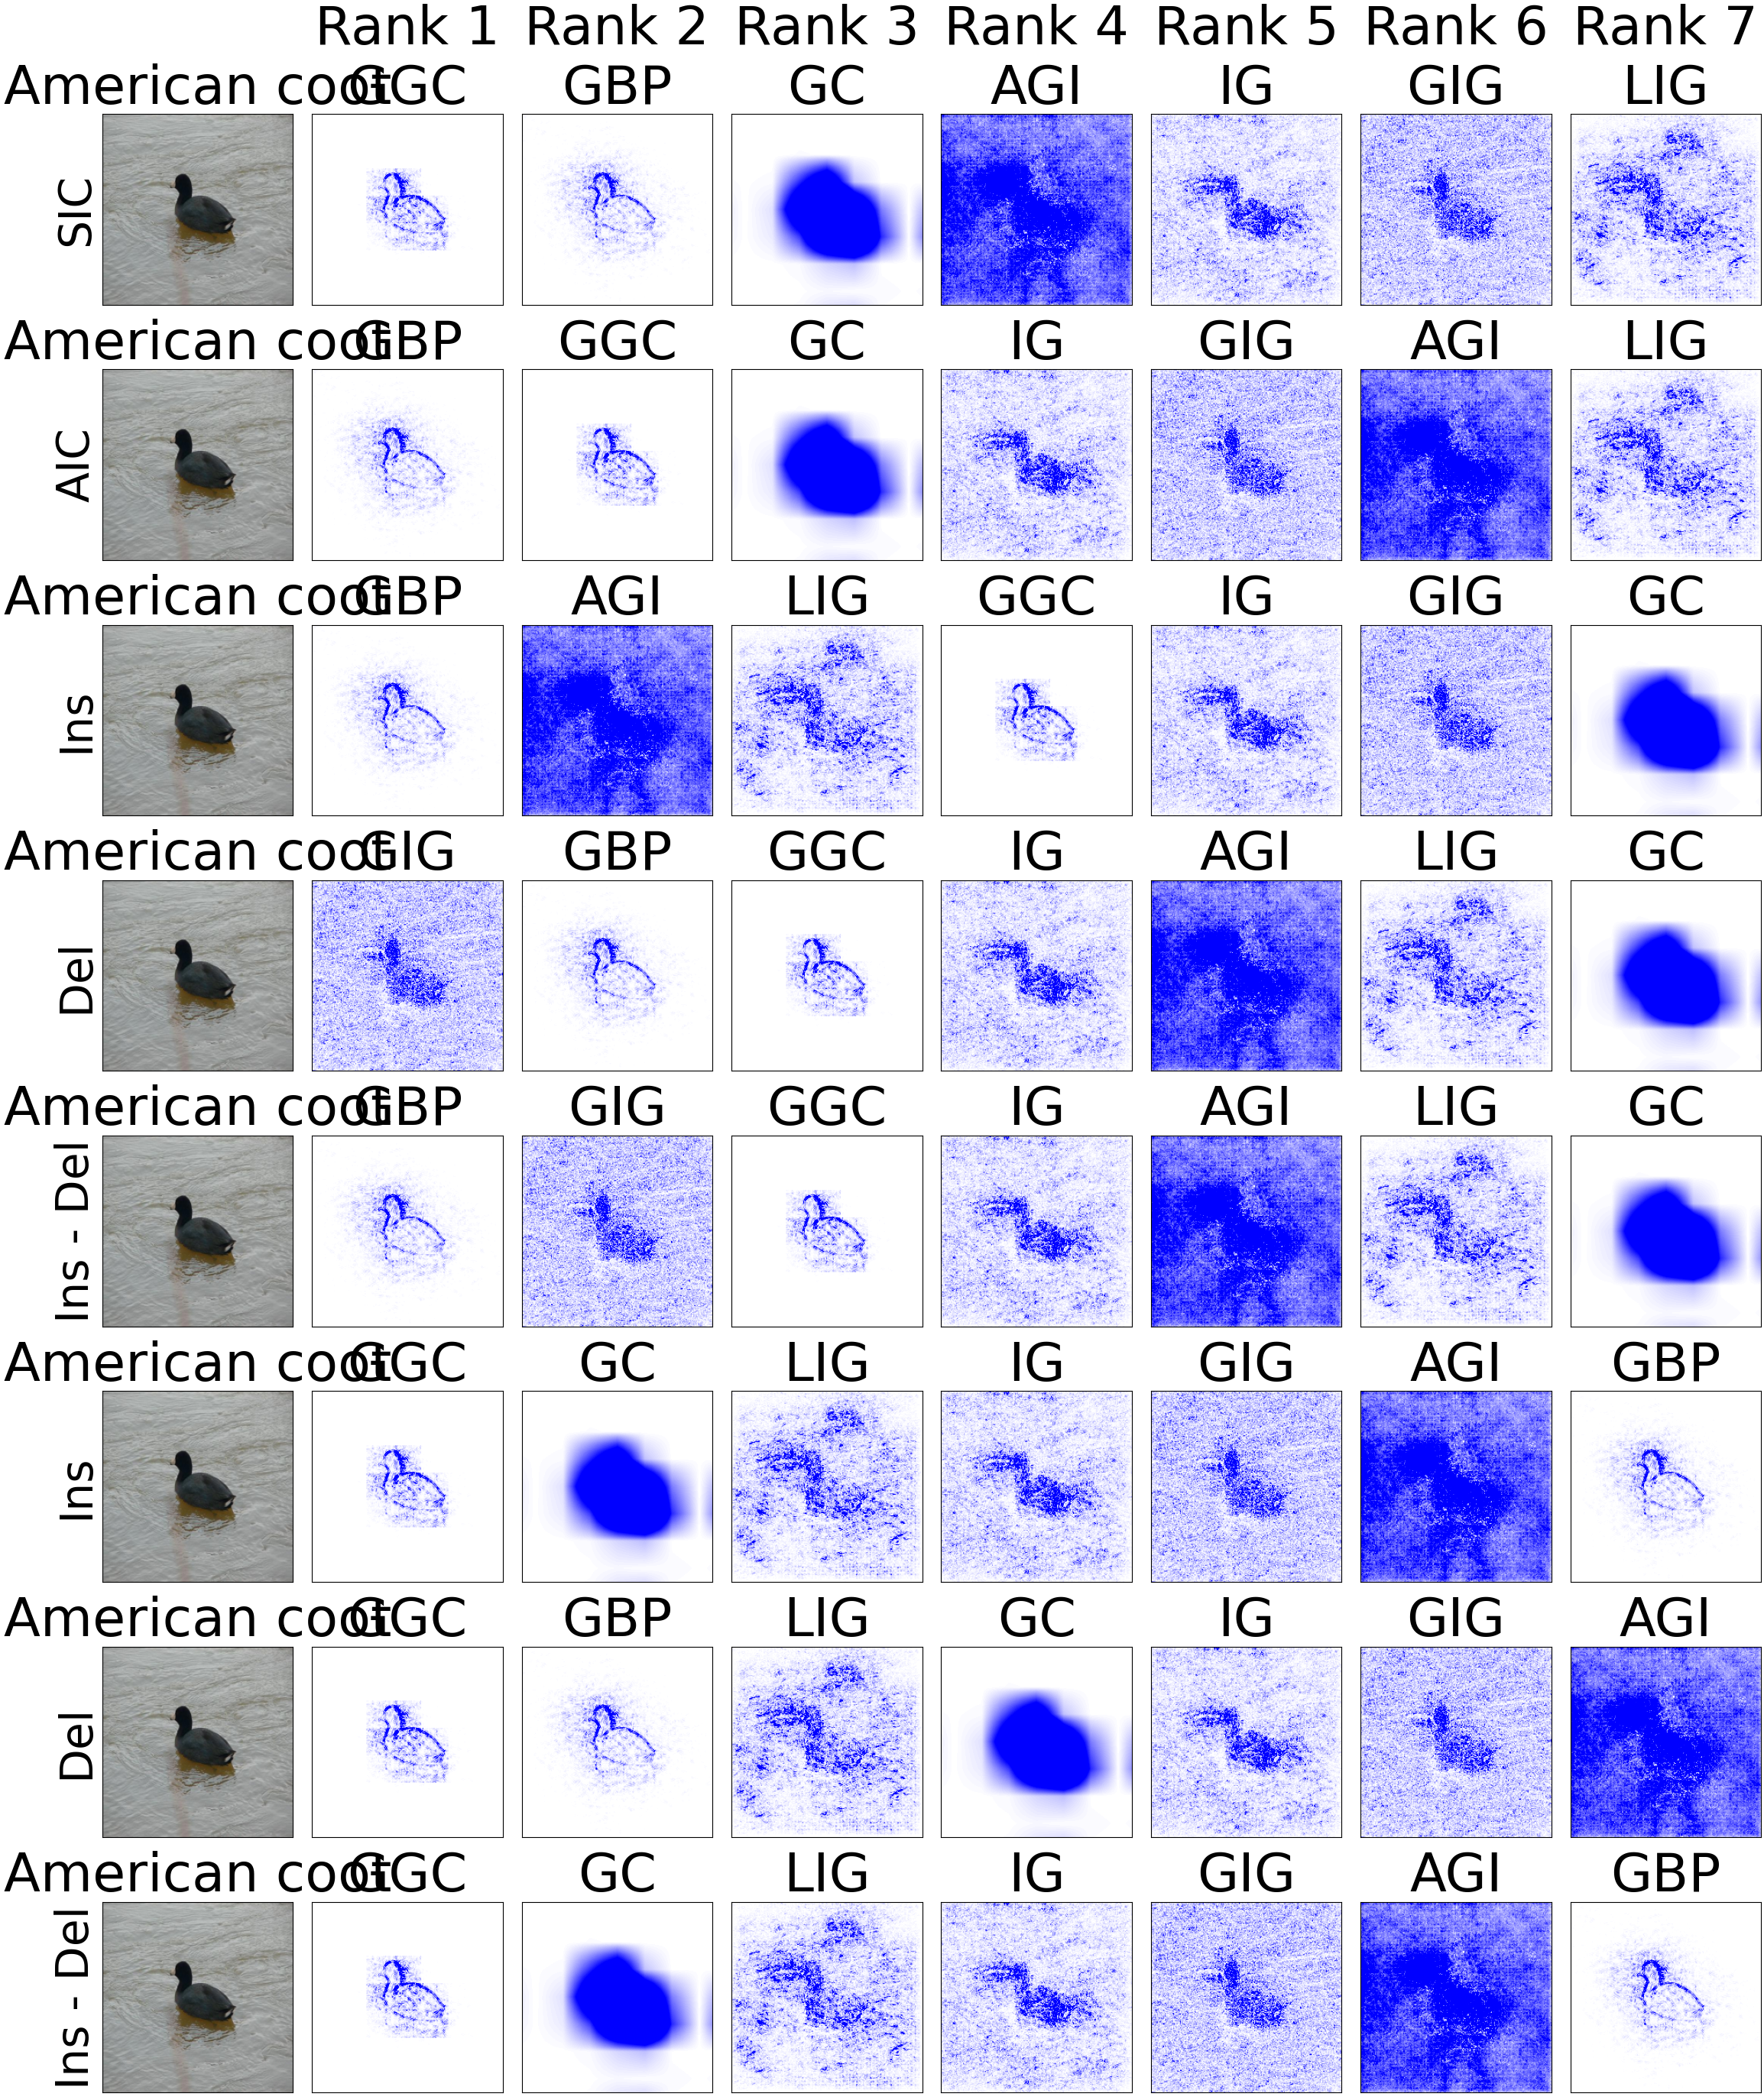 Rank 1 Rank 2 Rank 3 Rank 4 Rank 5 Rank 6 Rank 7
American coot GGC GBP GC AGI IG GIG LIG
SIC
American coot GBP GGC GC IG GIG AGI LIG
AIC
American coot GBP AGI LIG GGC IG GIG GC
Ins
American coot GIG GBP GGC IG AGI LIG GC
Del
American coot GBP GIG GGC IG AGI LIG GC
Ins - Del
American coot GGC GC LIG IG GIG AGI GBP
Ins
American coot GGC GBP LIG GC IG GIG AGI
Del
American coot GGC GC LIG IG GIG AGI GBP
Ins - Del